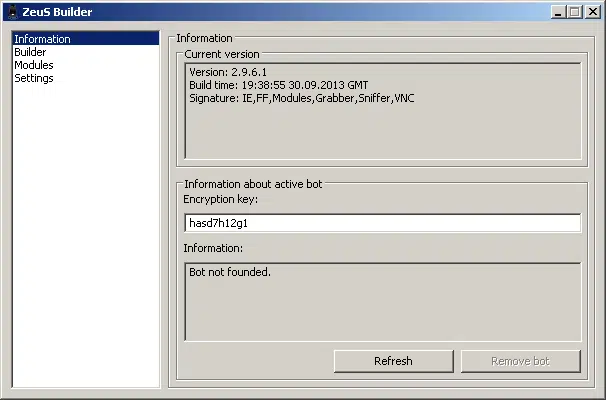 ZeuS Builder
Information
Builder
Modules
Settings
Information
Current version
Version: 2.9.6.1
Build time: 19:38:55 30.09.2013 GMT
Signature: IE,FF,Modules,Grabber,Sniffer,VNC
Information about active bot
Encryption key:
hasd7h12g1
Information:
Bot not founded.
Refresh
Remove bot